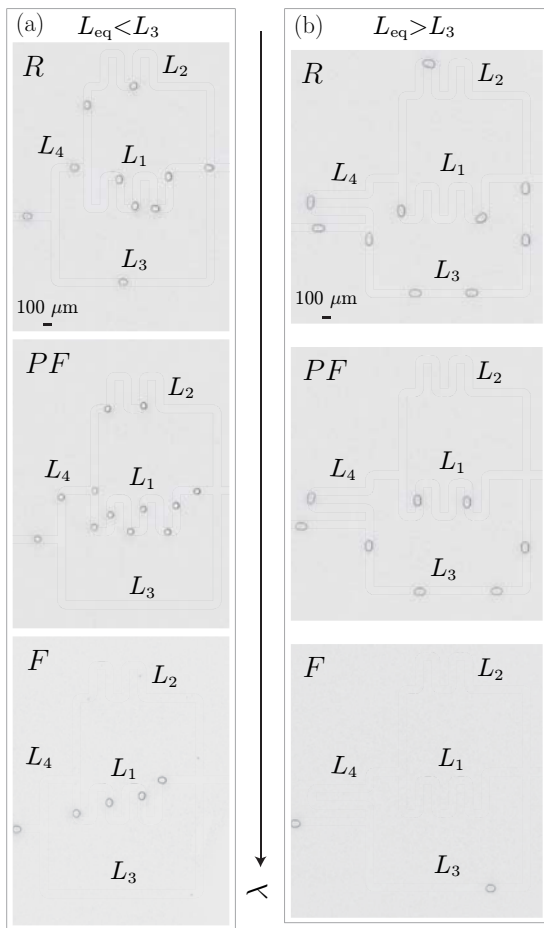 (a) L_eq<L_3
R
L_2
L_4
L_1
L_3
100 μm
PF
L_2
L_4
L_1
L_3
F
L_2
L_4
L_1
L_3
λ
(b) L_eq>L_3
R
L_2
L_4
L_1
L_3
100 μm
PF
L_2
L_4
L_1
L_3
F
L_2
L_4
L_1
L_3